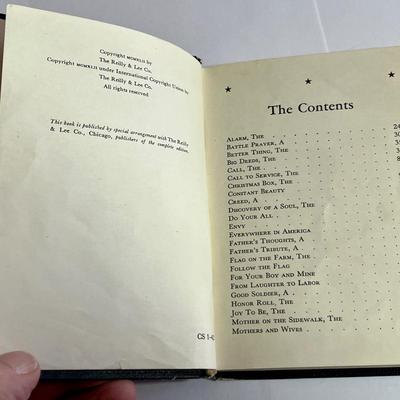 Copyright MCMXLII by
The Reilly & Lee Co.
Copyright MCMXLII under International Copyright Union by
The Reilly & Lee Co.
All rights reserved
This book is published by special arrangement with The Reilly
& Lee Co., Chicago, publishers of the complete edition.
CS 1-4
The Contents
Alarm, The
Battle Prayer, A
Better Thing, The
Big Deeds, The
Call, The
Call to Service, The
Christmas Box, The
Constant Beauty
Creed, A
Discovery of a Soul, The
Do Your All
Envy
Everywhere in America
Father's Thoughts, A
Father's Tribute, A
Flag on the Farm, The
Follow the Flag
For Your Boy and Mine
From Laughter to Labor
Good Soldier, A
Honor Roll, The
Joy To Be, The
Mother on the Sidewalk, The
Mothers and Wives